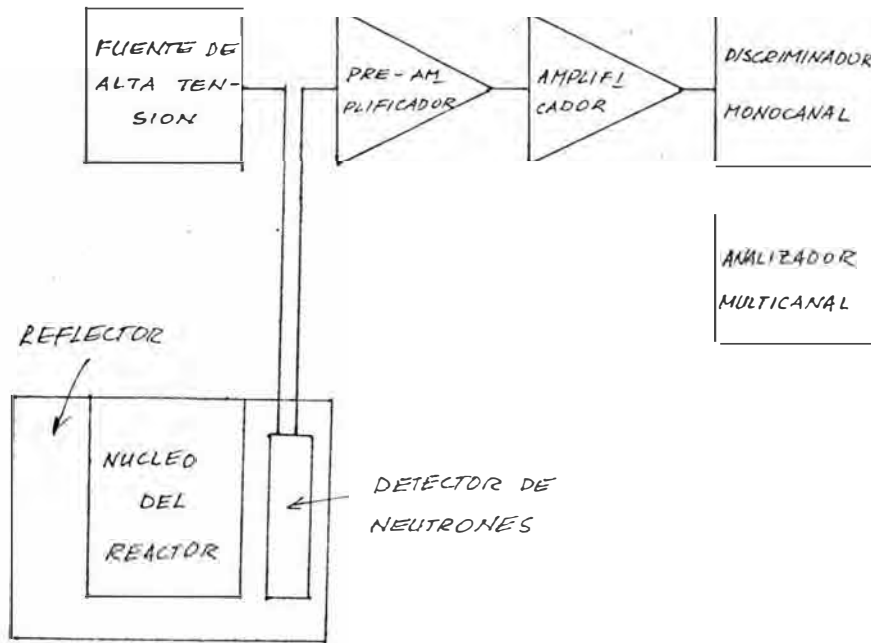 FUENTE DE
ALTA TEN-
SION
PRE-AM
PLIFICADOR
AMPLIFI
CADOR
DISCRIMINADOR
MONOCANAL
ANALIZADOR
MULTICANAL
REFLECTOR
NUCLEO
DEL
REACTOR
DETECTOR DE
NEUTRONES